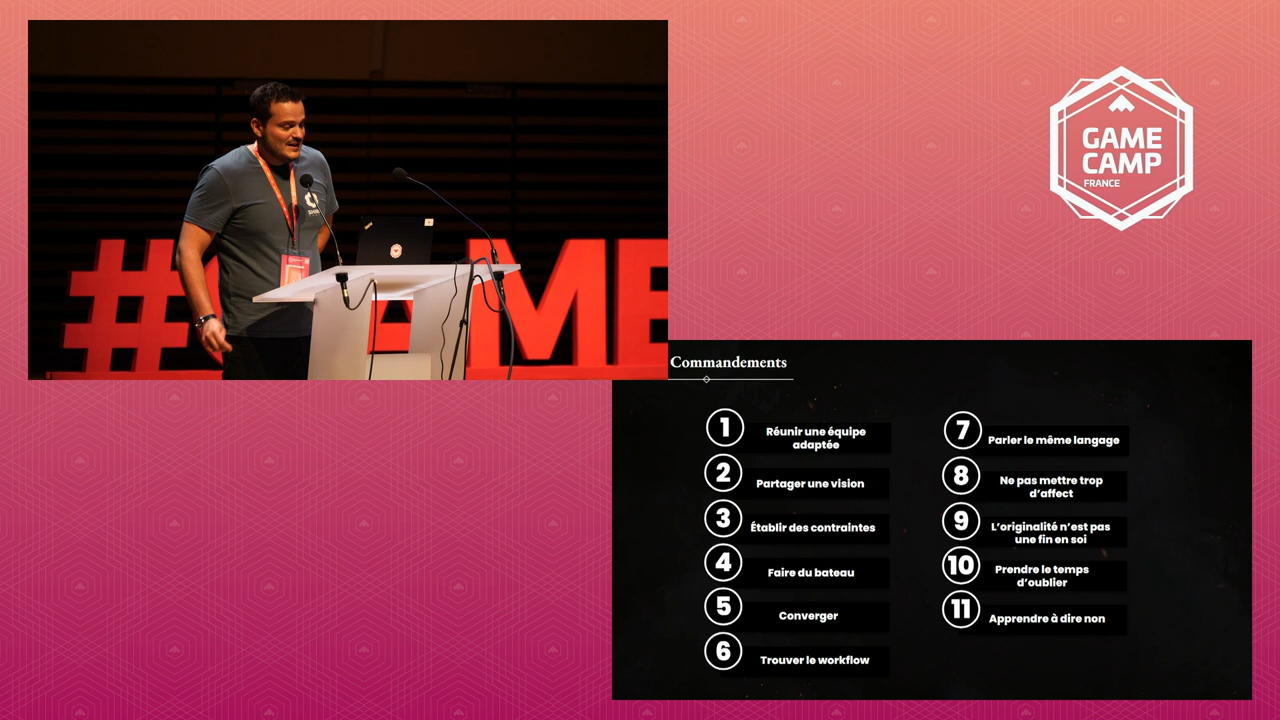 GAME
CAMP
FRANCE
#GAME
Commandements
1
Réunir une équipe
adaptée
2
Partager une vision
3
Établir des contraintes
4
Faire du bateau
5
Converger
6
Trouver le workflow
7
Parler le même langage
8
Ne pas mettre trop
d'affect
9
L'originalité n'est pas
une fin en soi
10
Prendre le temps
d'oublier
11
Apprendre à dire non